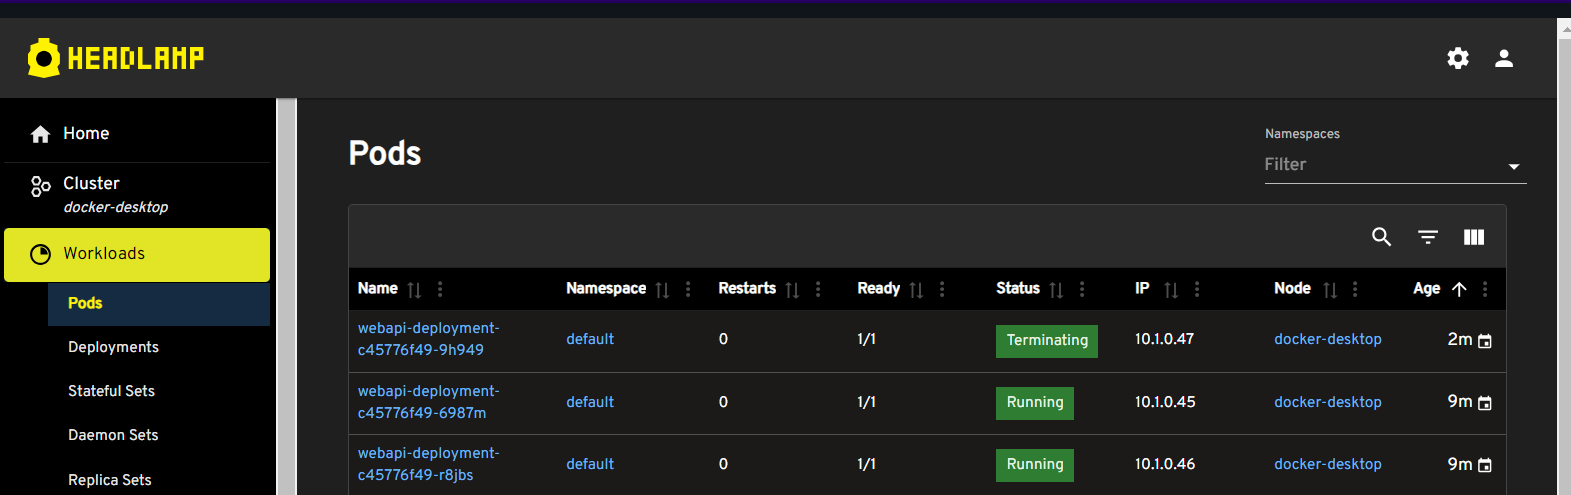 HEADLAMP
Home
Cluster
docker-desktop
Workloads
Pods
Deployments
Stateful Sets
Daemon Sets
Replica Sets
Pods
Namespaces
Filter
Name Namespace Restarts Ready Status IP Node Age
webapi-deployment-
c45776f49-9h949 default 0 1/1 Terminating 10.1.0.47 docker-desktop 2m
webapi-deployment-
c45776f49-6987m default 0 1/1 Running 10.1.0.45 docker-desktop 9m
webapi-deployment-
c45776f49-r8jbs default 0 1/1 Running 10.1.0.46 docker-desktop 9m